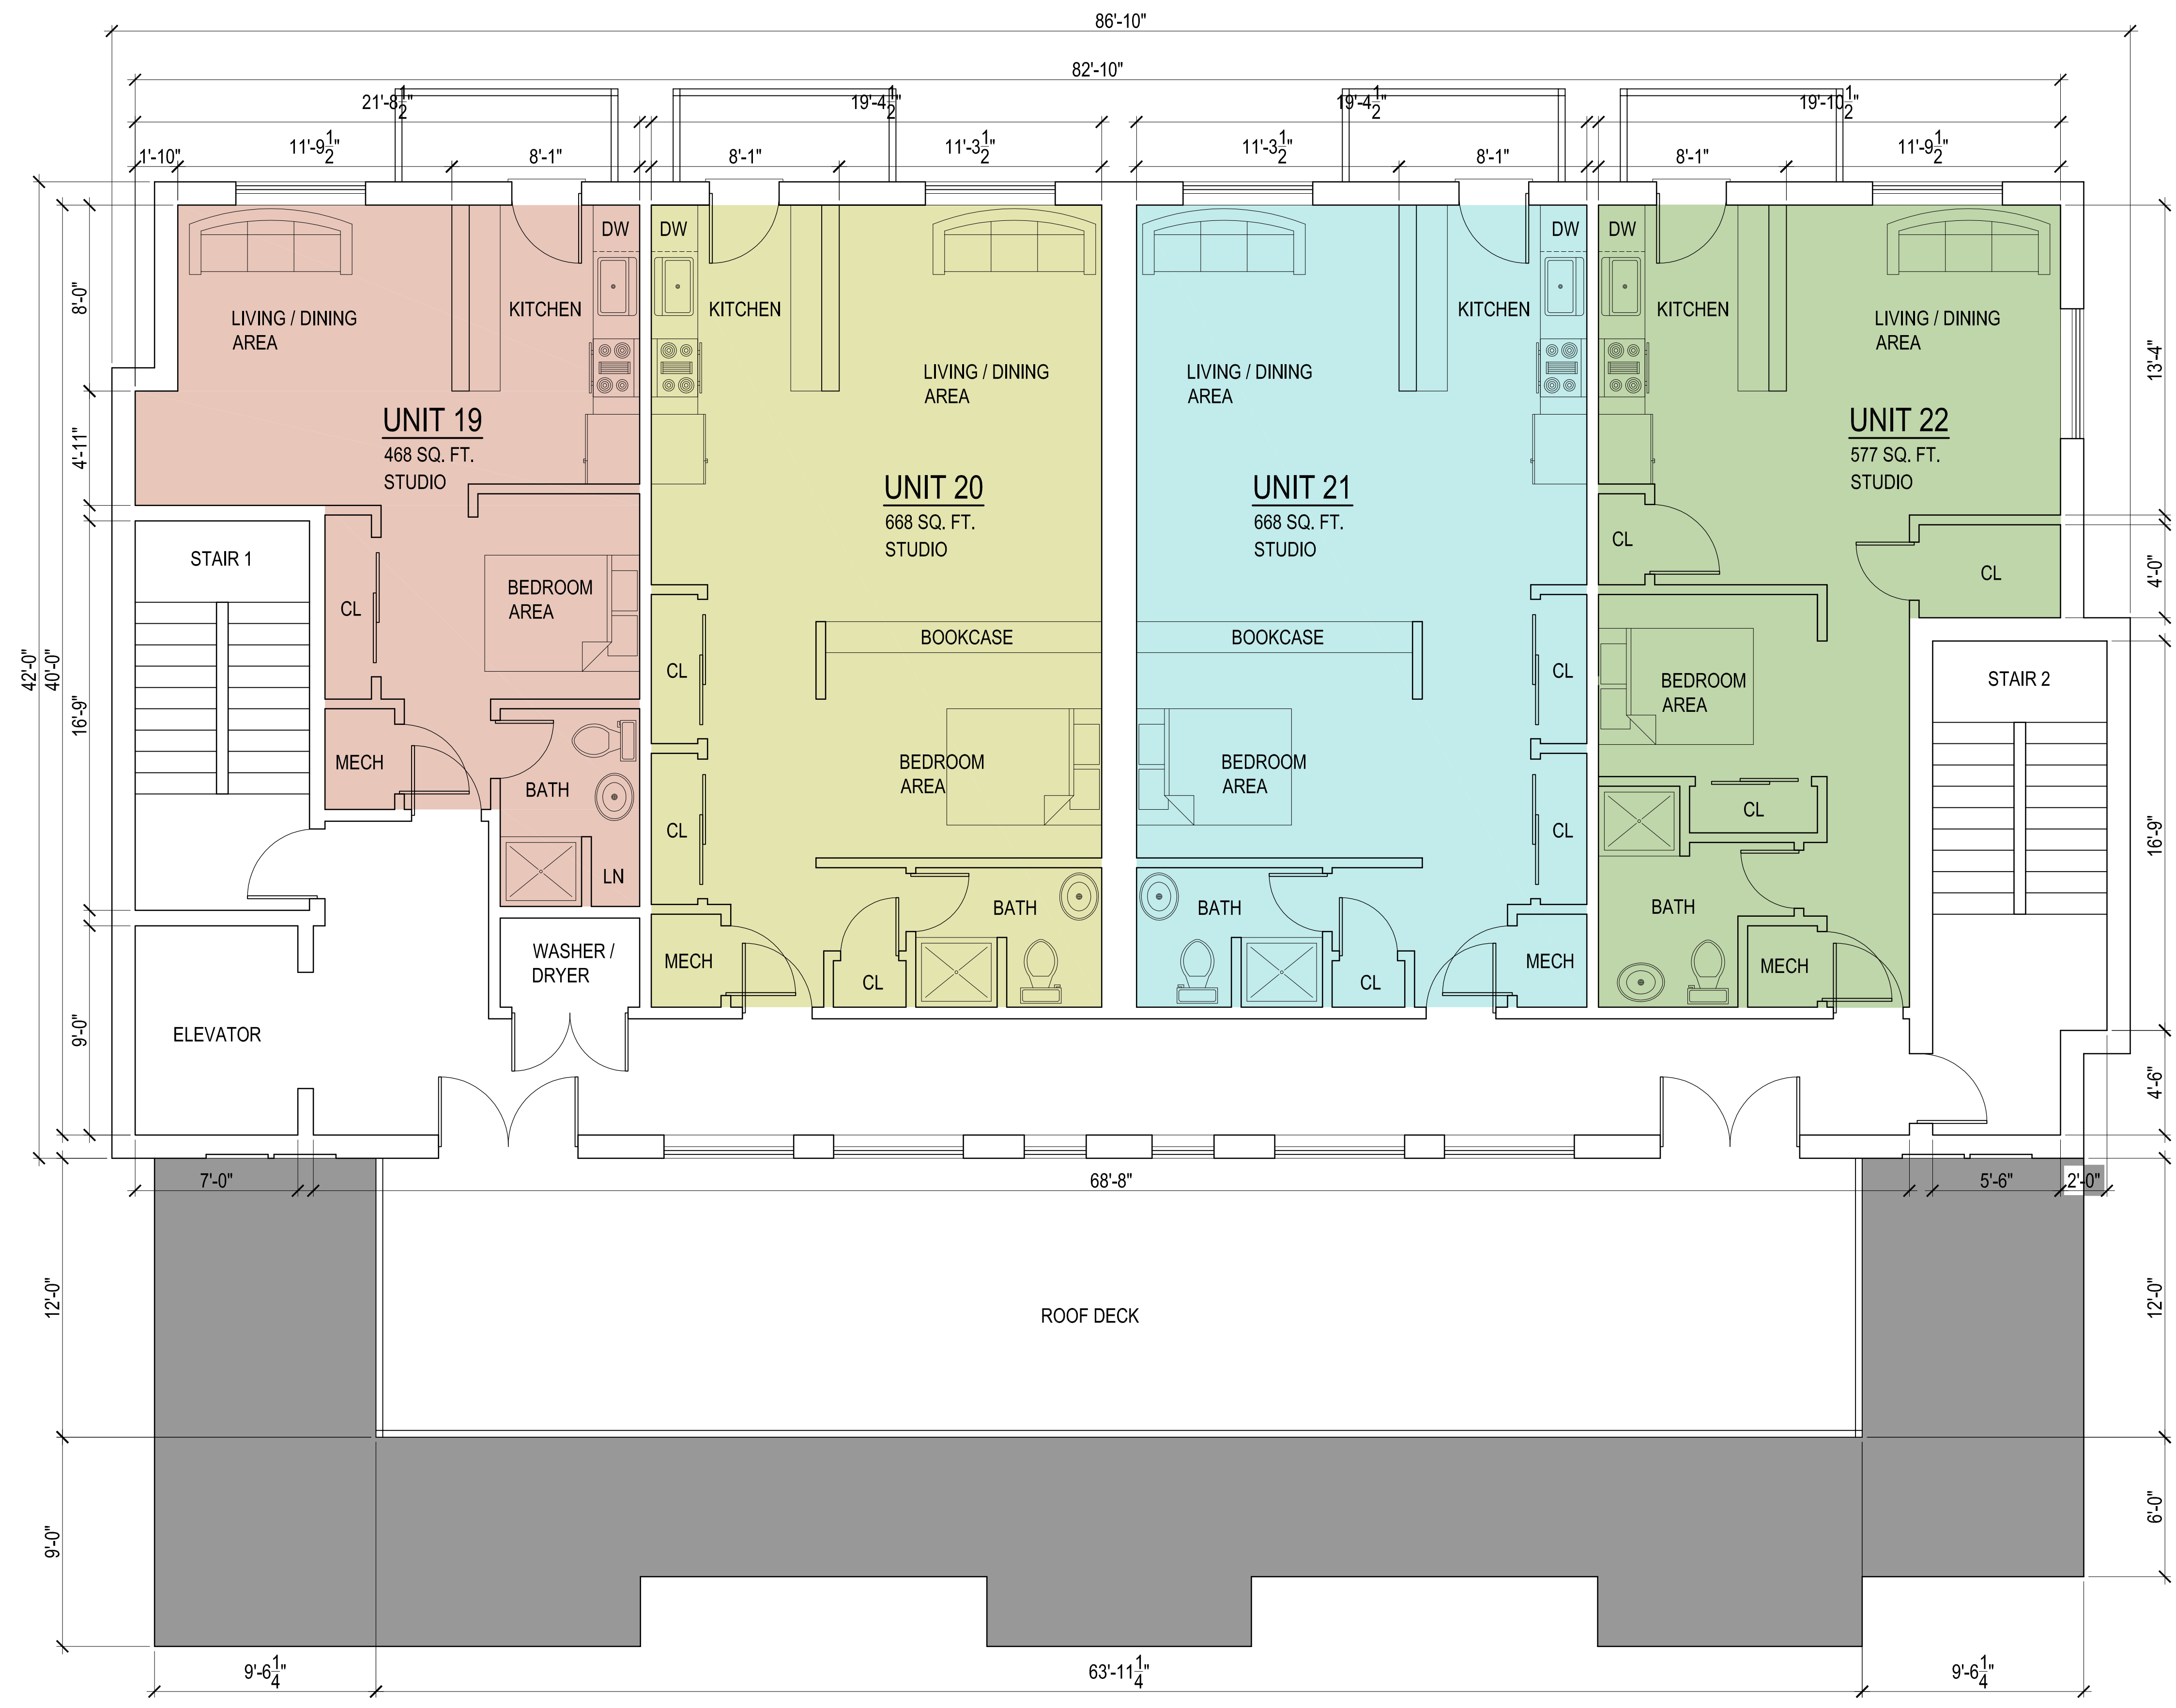 86'-10"
82'-10"
21'-8 1/2"
19'-4 1/2"
19'-4 1/2"
19'-10 1/2"
1'-10"
11'-9 1/2"
8'-1"
8'-1"
11'-3 1/2"
11'-3 1/2"
8'-1"
8'-1"
11'-9 1/2"
42'-0"
40'-0"
8'-0"
4'-11"
16'-9"
9'-0"
12'-0"
9'-0"
LIVING / DINING
AREA
KITCHEN
DW
UNIT 19
468 SQ. FT.
STUDIO
STAIR 1
CL
BEDROOM
AREA
MECH
BATH
LN
WASHER /
DRYER
ELEVATOR
DW
KITCHEN
LIVING / DINING
AREA
UNIT 20
668 SQ. FT.
STUDIO
BOOKCASE
CL
BEDROOM
AREA
CL
BATH
MECH
CL
DW
KITCHEN
LIVING / DINING
AREA
UNIT 21
668 SQ. FT.
STUDIO
BOOKCASE
CL
BEDROOM
AREA
CL
BATH
MECH
CL
DW
KITCHEN
LIVING / DINING
AREA
UNIT 22
577 SQ. FT.
STUDIO
CL
CL
BEDROOM
AREA
CL
BATH
MECH
STAIR 2
13'-4"
4'-0"
16'-9"
4'-6"
12'-0"
6'-0"
7'-0"
68'-8"
5'-6"
2'-0"
ROOF DECK
9'-6 1/4"
63'-11 1/4"
9'-6 1/4"